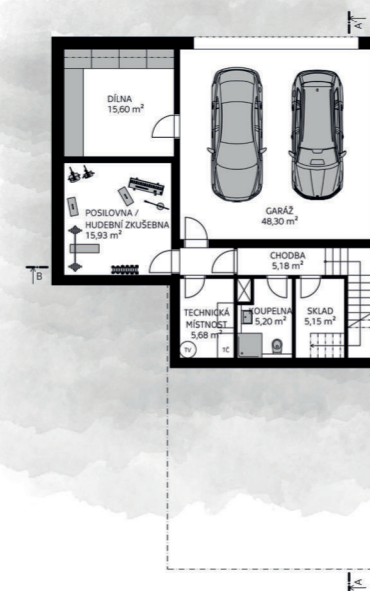 A'
DÍLNA
15,60 m²
GARÁŽ
48,30 m²
POSILOVNA /
HUDEBNÍ ZKUŠEBNA
15,93 m²
CHODBA
5,18 m²
B
TECHNICKÁ
MÍSTNOST
5,68 m²
KOUPELNA
5,20 m²
SKLAD
5,15 m²
TV
TČ
A